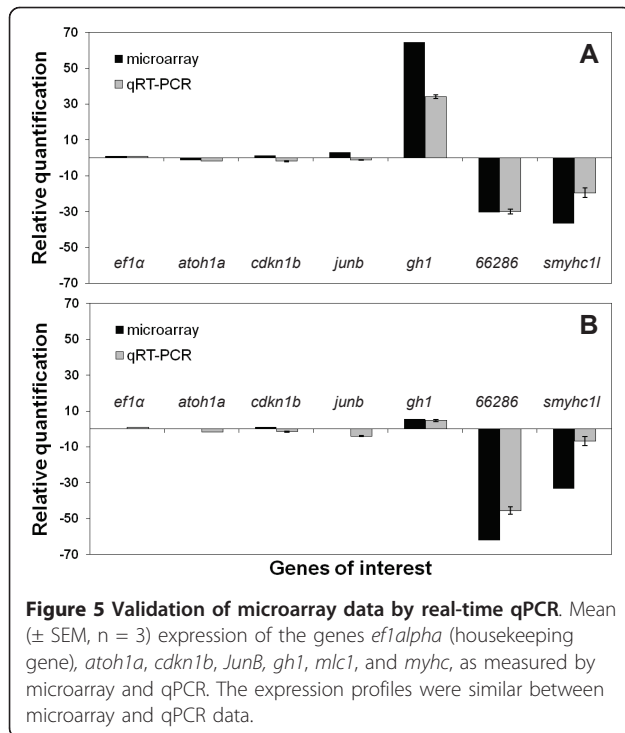 70
50
30
10
-10
-30
-50
-70
Relative quantification
microarray
qRT-PCR
A
ef1α atoh1a cdkn1b junb gh1 66286 smyhc1l
70
50
30
10
-10
-30
-50
-70
Relative quantification
microarray
qRT-PCR
B
ef1α atoh1a cdkn1b junb gh1 66286 smyhc1l
Genes of interest
Figure 5 Validation of microarray data by real-time qPCR. Mean
(± SEM, n = 3) expression of the genes ef1alpha (housekeeping
gene), atoh1a, cdkn1b, JunB, gh1, mlc1, and myhc, as measured by
microarray and qPCR. The expression profiles were similar between
microarray and qPCR data.